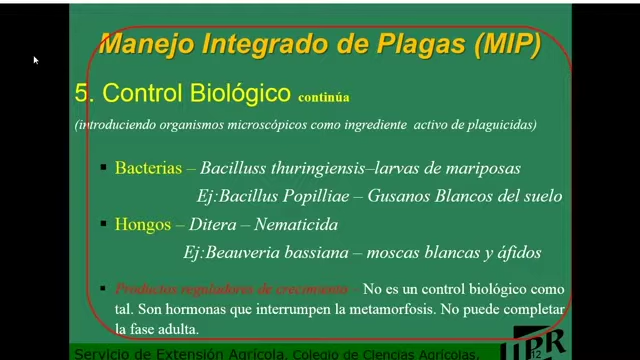 Manejo Integrado de Plagas (MIP)
5. Control Biológico continúa
(introduciendo organismos microscópicos como ingrediente activo de plaguicidas)
▪ Bacterias – Bacilluss thuringiensis–larvas de mariposas
Ej:Bacillus Popilliae – Gusanos Blancos del suelo
▪ Hongos – Ditera – Nematicida
Ej:Beauveria bassiana – moscas blancas y áfidos
▪ Productos reguladores de crecimiento – No es un control biológico como
tal. Son hormonas que interrumpen la metamorfosis. No puede completar
la fase adulta.
Servicio de Extensión Agrícola, Colegio de Ciencias Agrícolas,
12